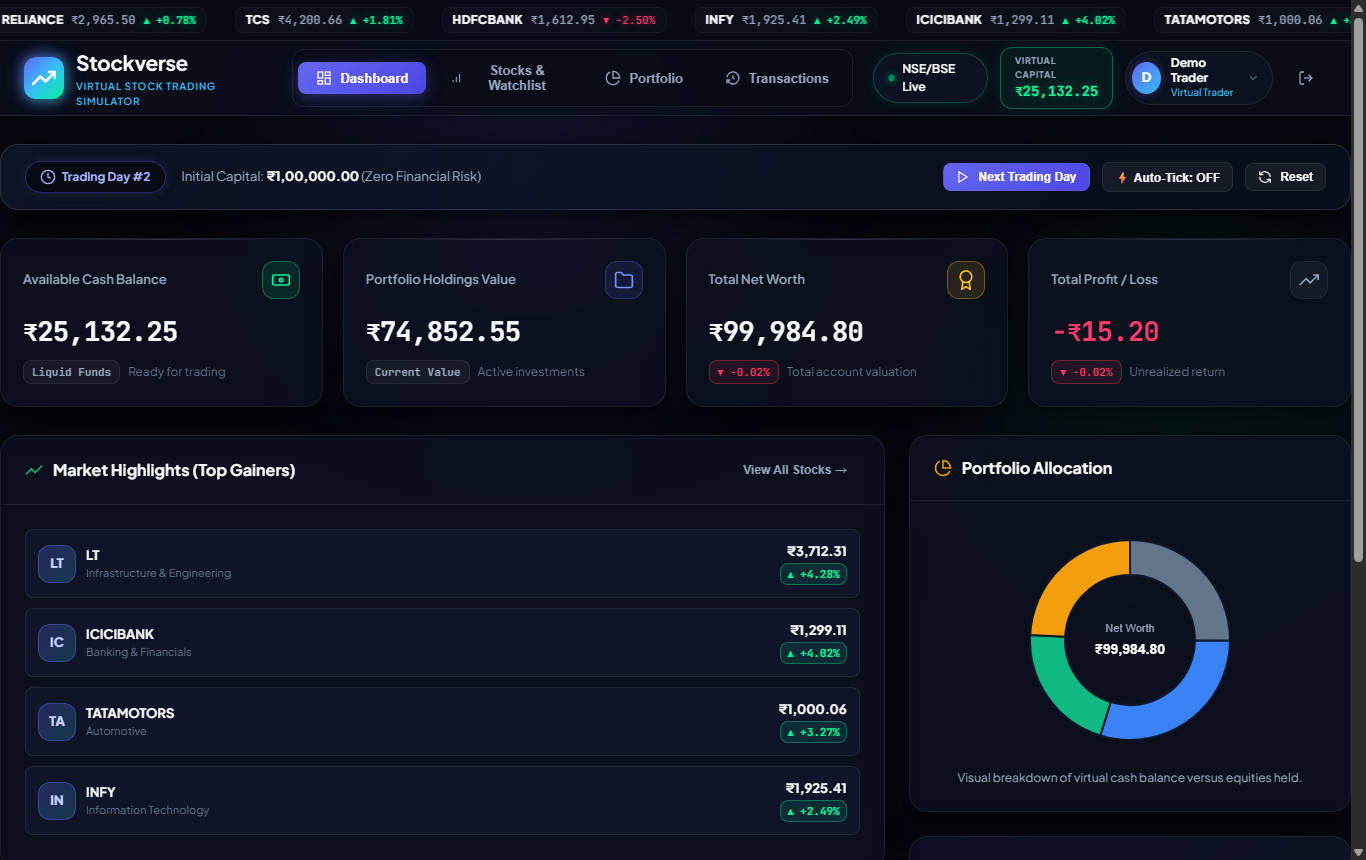 RELIANCE ₹2,965.50 ▲ +0.78% TCS ₹4,200.66 ▲ +1.81% HDFCBANK ₹1,612.95 ▼ -2.50% INFY ₹1,925.41 ▲ +2.49% ICICIBANK ₹1,299.11 ▲ +4.02% TATAMOTORS ₹1,000.06 ▲
Stockverse
VIRTUAL STOCK TRADING
SIMULATOR
Dashboard
Stocks &
Watchlist
Portfolio
Transactions
NSE/BSE
Live
VIRTUAL
CAPITAL
₹25,132.25
D
Demo
Trader
Virtual Trader
Trading Day #2
Initial Capital: ₹1,00,000.00 (Zero Financial Risk)
Next Trading Day
Auto-Tick: OFF
Reset
Available Cash Balance
₹25,132.25
Liquid Funds Ready for trading
Portfolio Holdings Value
₹74,852.55
Current Value Active investments
Total Net Worth
₹99,984.80
▼ -0.02% Total account valuation
Total Profit / Loss
-₹15.20
▼ -0.02% Unrealized return
Market Highlights (Top Gainers)
View All Stocks →
LT
LT
Infrastructure & Engineering
₹3,712.31
▲ +4.28%
IC
ICICIBANK
Banking & Financials
₹1,299.11
▲ +4.02%
TA
TATAMOTORS
Automotive
₹1,000.06
▲ +3.27%
IN
INFY
Information Technology
₹1,925.41
▲ +2.49%
Portfolio Allocation
Net Worth
₹99,984.80
Visual breakdown of virtual cash balance versus equities held.